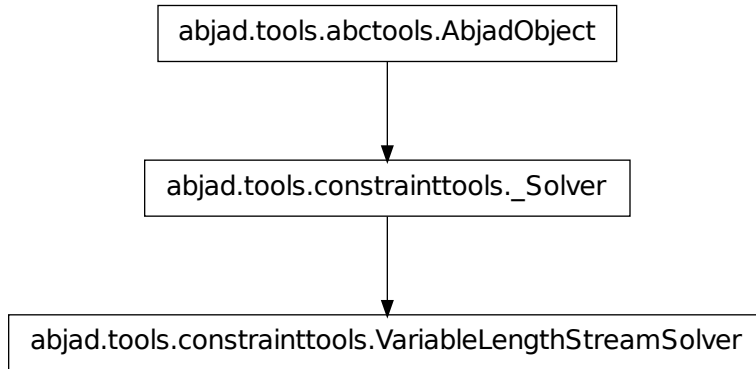 abjad.tools.abctools.AbjadObject
abjad.tools.constrainttools._Solver
abjad.tools.constrainttools.VariableLengthStreamSolver